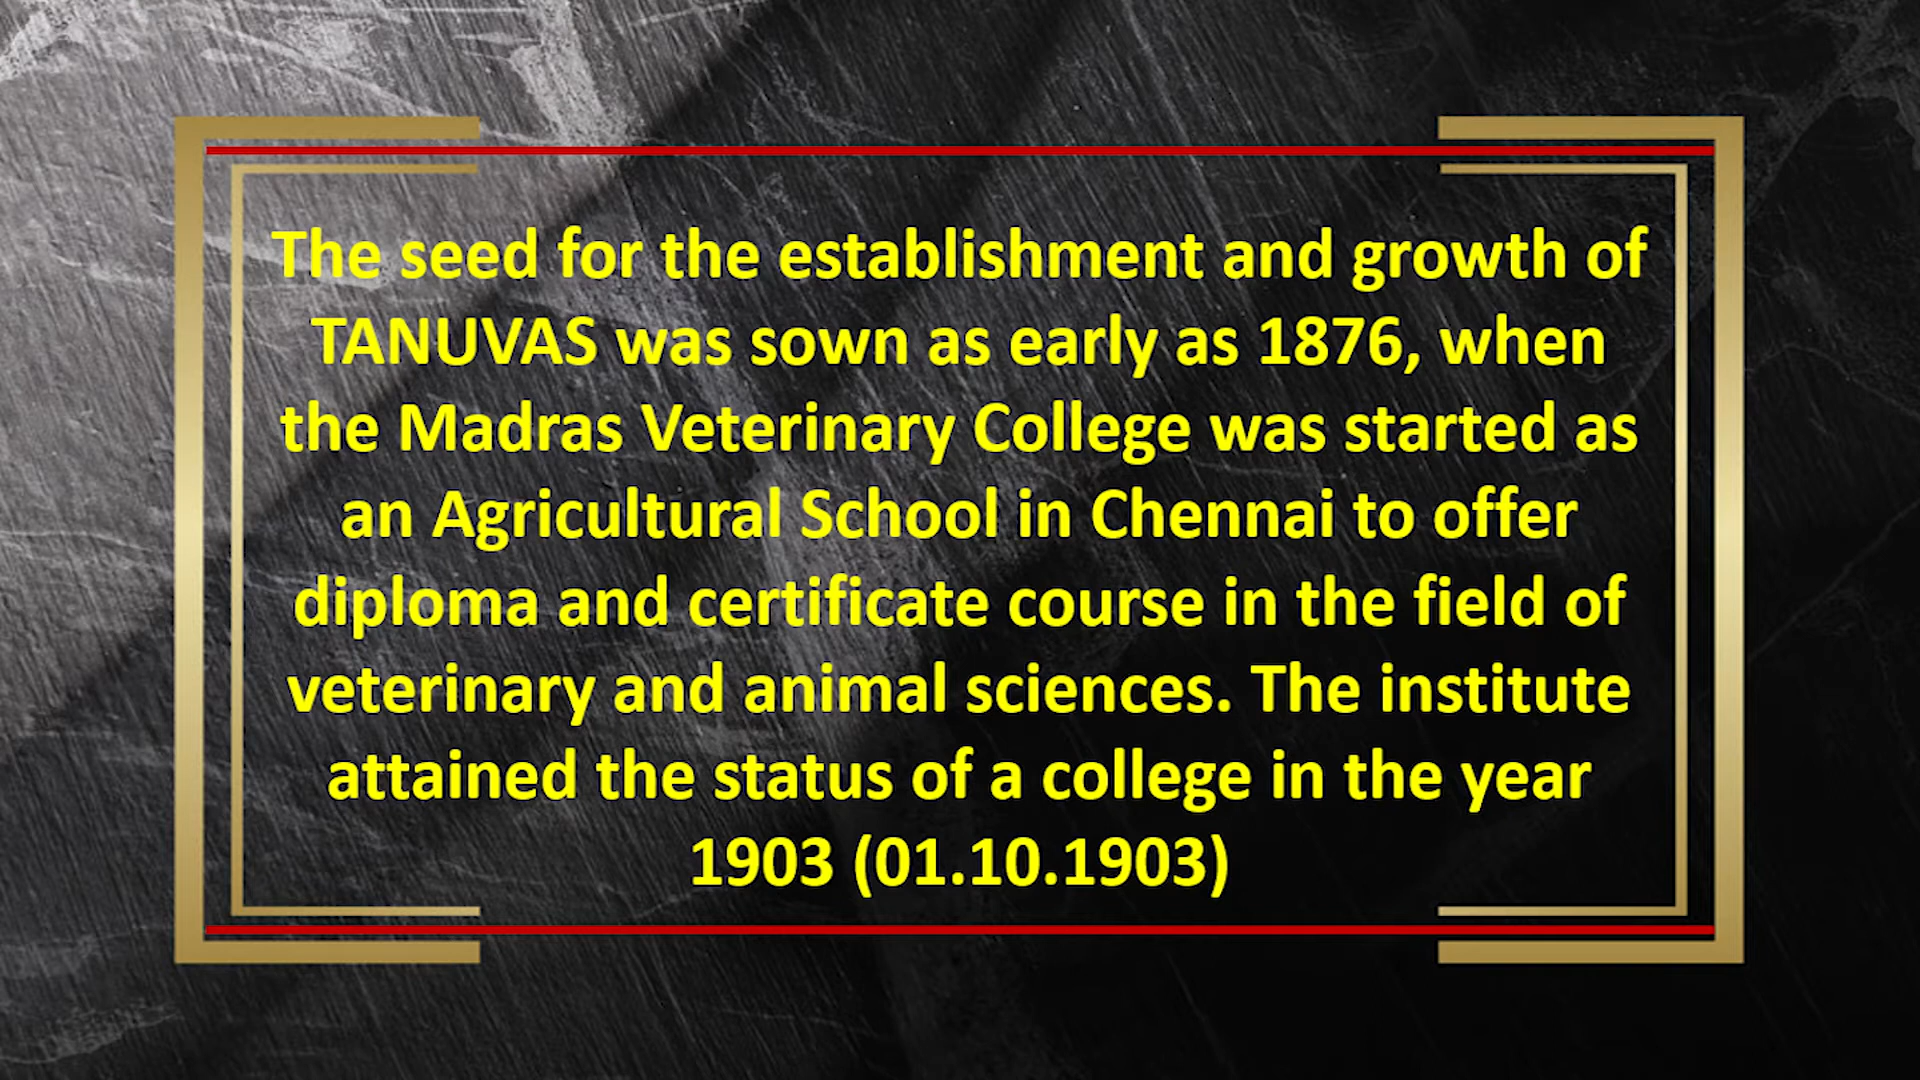 The seed for the establishment and growth of
TANUVAS was sown as early as 1876, when
the Madras Veterinary College was started as
an Agricultural School in Chennai to offer
diploma and certificate course in the field of
veterinary and animal sciences. The institute
attained the status of a college in the year
1903 (01.10.1903)